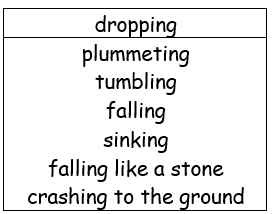 dropping
plummeting
tumbling
falling
sinking
falling like a stone
crashing to the ground